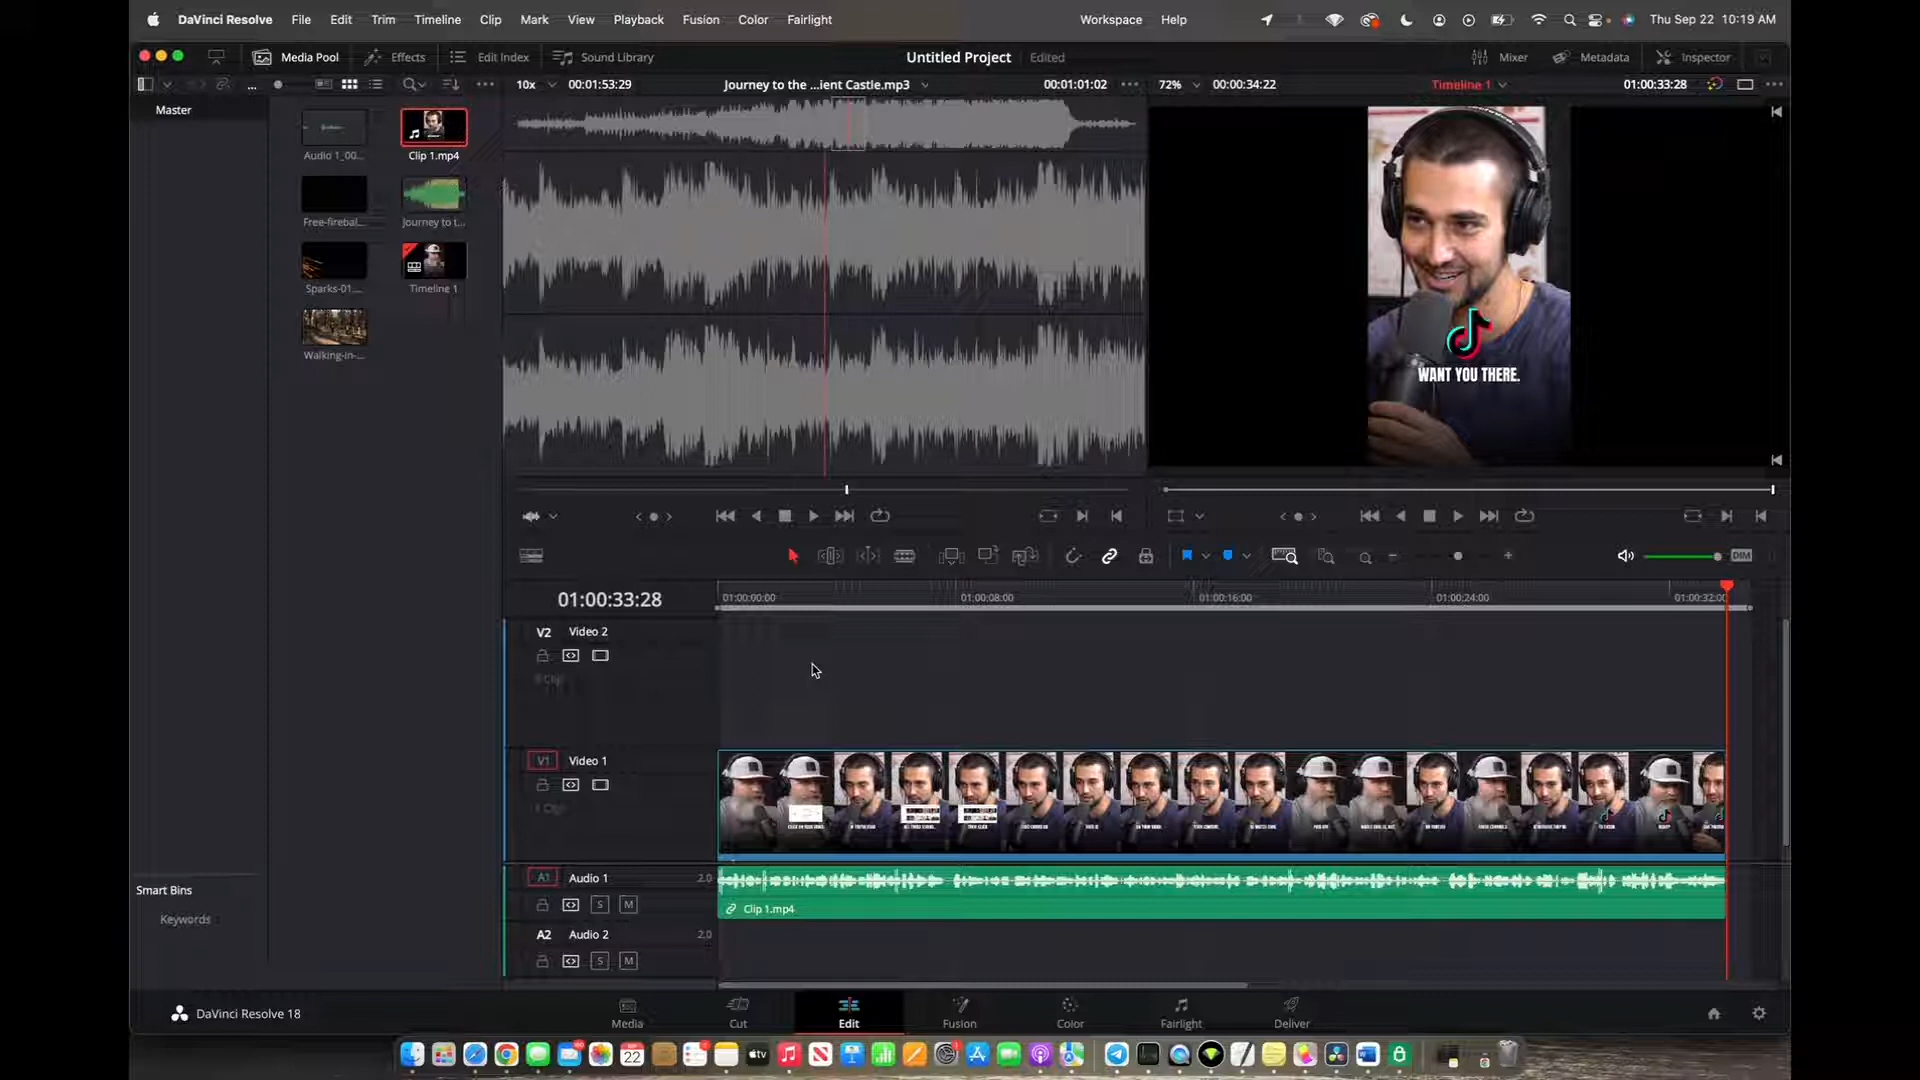 DaVinci Resolve File Edit Trim Timeline Clip Mark View Playback Fusion Color Fairlight Workspace Help Thu Sep 22 10:19 AM
Media Pool Effects Edit Index Sound Library Untitled Project Edited Mixer Metadata Inspector
10x 00:01:53:29 Journey to the ...ient Castle.mp3 00:01:01:02 72% 00:00:34:22 Timeline 1 01:00:33:28
Master
Audio 1_00... Clip 1.mp4
Free-firebal... Journey to t...
Sparks-01.... Timeline 1
Walking-in-...
WANT YOU THERE.
DIM
01:00:33:28 01:00:00:00 01:00:08:00 01:00:16:00 01:00:24:00 01:00:32:00
V2 Video 2
V1 Video 1
A1 Audio 1 2.0
S M
Clip 1.mp4
A2 Audio 2 2.0
S M
Smart Bins
Keywords
DaVinci Resolve 18
Media Cut Edit Fusion Color Fairlight Deliver
SEP
22
tv